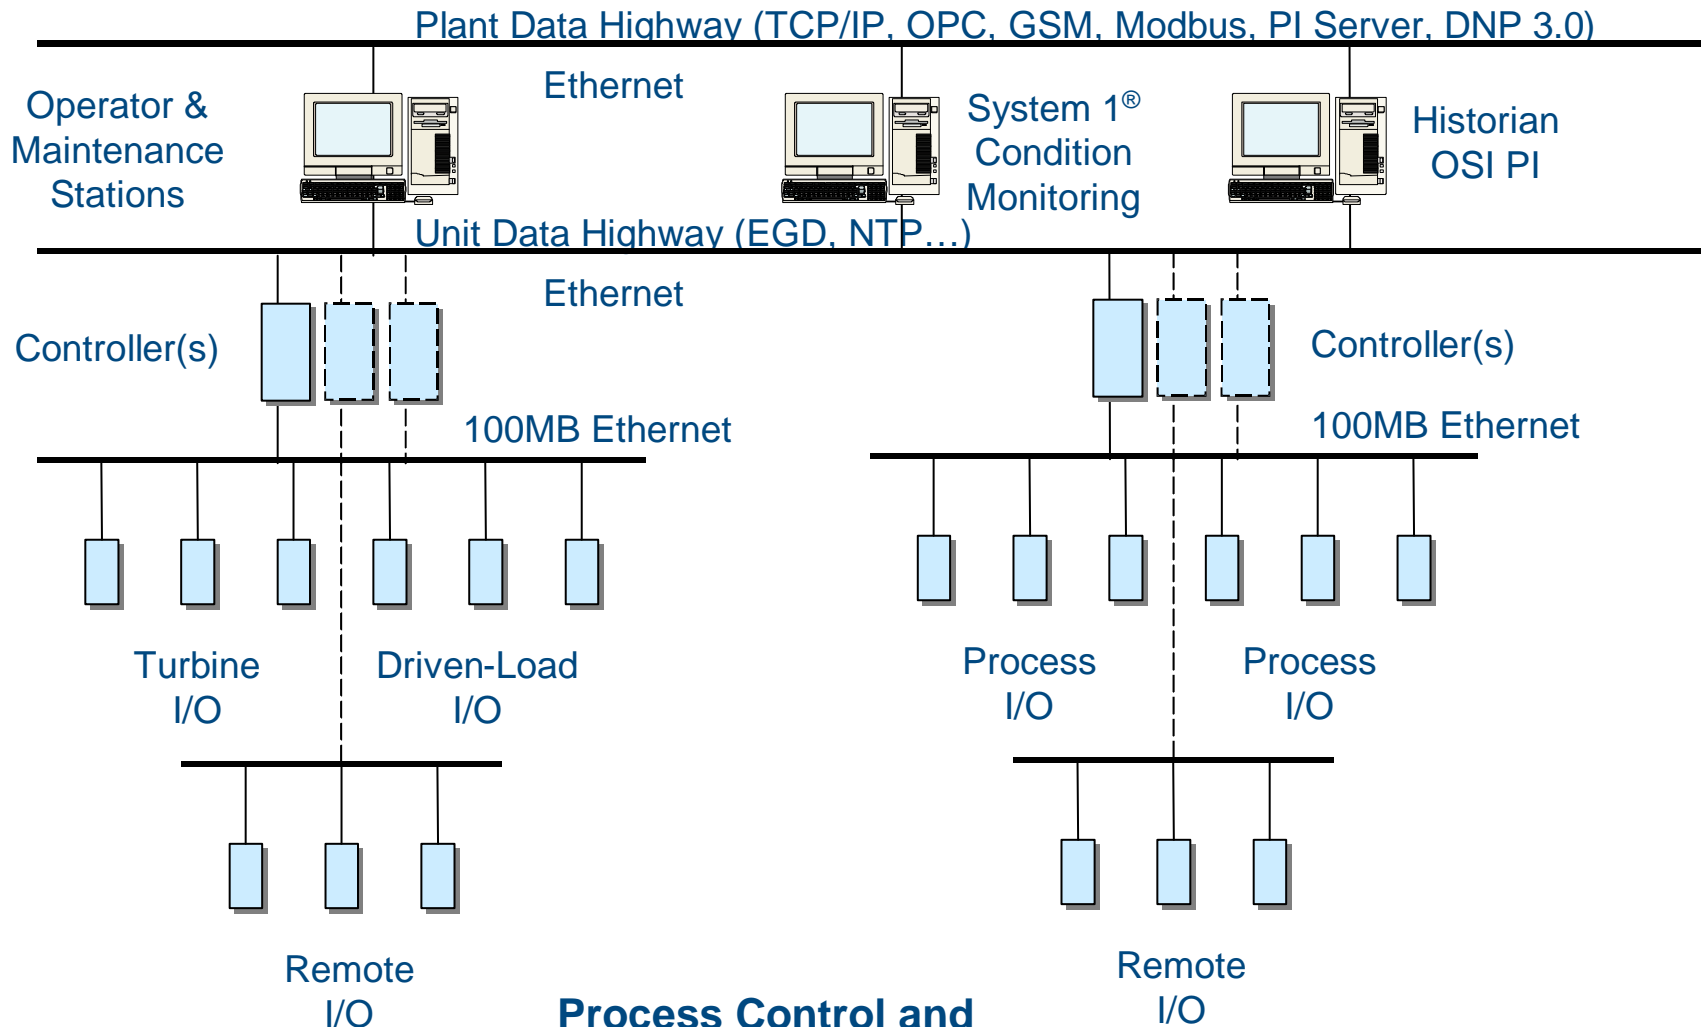 Plant Data Highway (TCP/IP, OPC, GSM, Modbus, PI Server, DNP 3.0)
Ethernet
Operator &
Maintenance
Stations
System 1®
Condition
Monitoring
Historian
OSI PI
Unit Data Highway (EGD, NTP…)
Ethernet
Controller(s)
Controller(s)
100MB Ethernet
100MB Ethernet
Turbine
I/O
Driven-Load
I/O
Process
I/O
Process
I/O
Remote
I/O
Remote
I/O
Process Control and